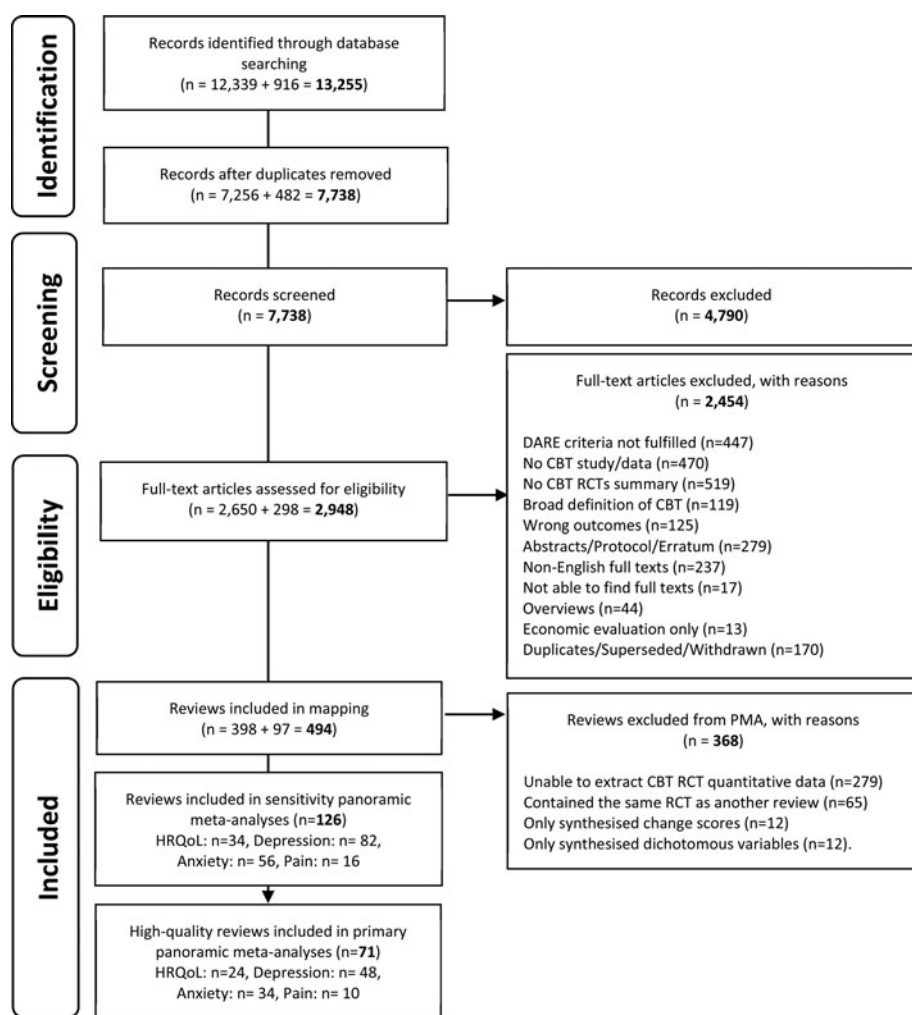 Identification
Records identified through database
searching
(n = 12,339 + 916 = 13,255)
Records after duplicates removed
(n = 7,256 + 482 = 7,738)
Screening
Records screened
(n = 7,738)
Records excluded
(n = 4,790)
Eligibility
Full-text articles assessed for eligibility
(n = 2,650 + 298 = 2,948)
Full-text articles excluded, with reasons
(n = 2,454)
DARE criteria not fulfilled (n=447)
No CBT study/data (n=470)
No CBT RCTs summary (n=519)
Broad definition of CBT (n=119)
Wrong outcomes (n=125)
Abstracts/Protocol/Erratum (n=279)
Non-English full texts (n=237)
Not able to find full texts (n=17)
Overviews (n=44)
Economic evaluation only (n=13)
Duplicates/Superseded/Withdrawn (n=170)
Included
Reviews included in mapping
(n = 398 + 97 = 494)
Reviews excluded from PMA, with reasons
(n = 368)
Unable to extract CBT RCT quantitative data (n=279)
Contained the same RCT as another review (n=65)
Only synthesised change scores (n=12)
Only synthesised dichotomous variables (n=12).
Reviews included in sensitivity panoramic
meta-analyses (n=126)
HRQoL: n=34, Depression: n= 82,
Anxiety: n= 56, Pain: n= 16
High-quality reviews included in primary
panoramic meta-analyses (n=71)
HRQoL: n=24, Depression: n= 48,
Anxiety: n= 34, Pain: n= 10